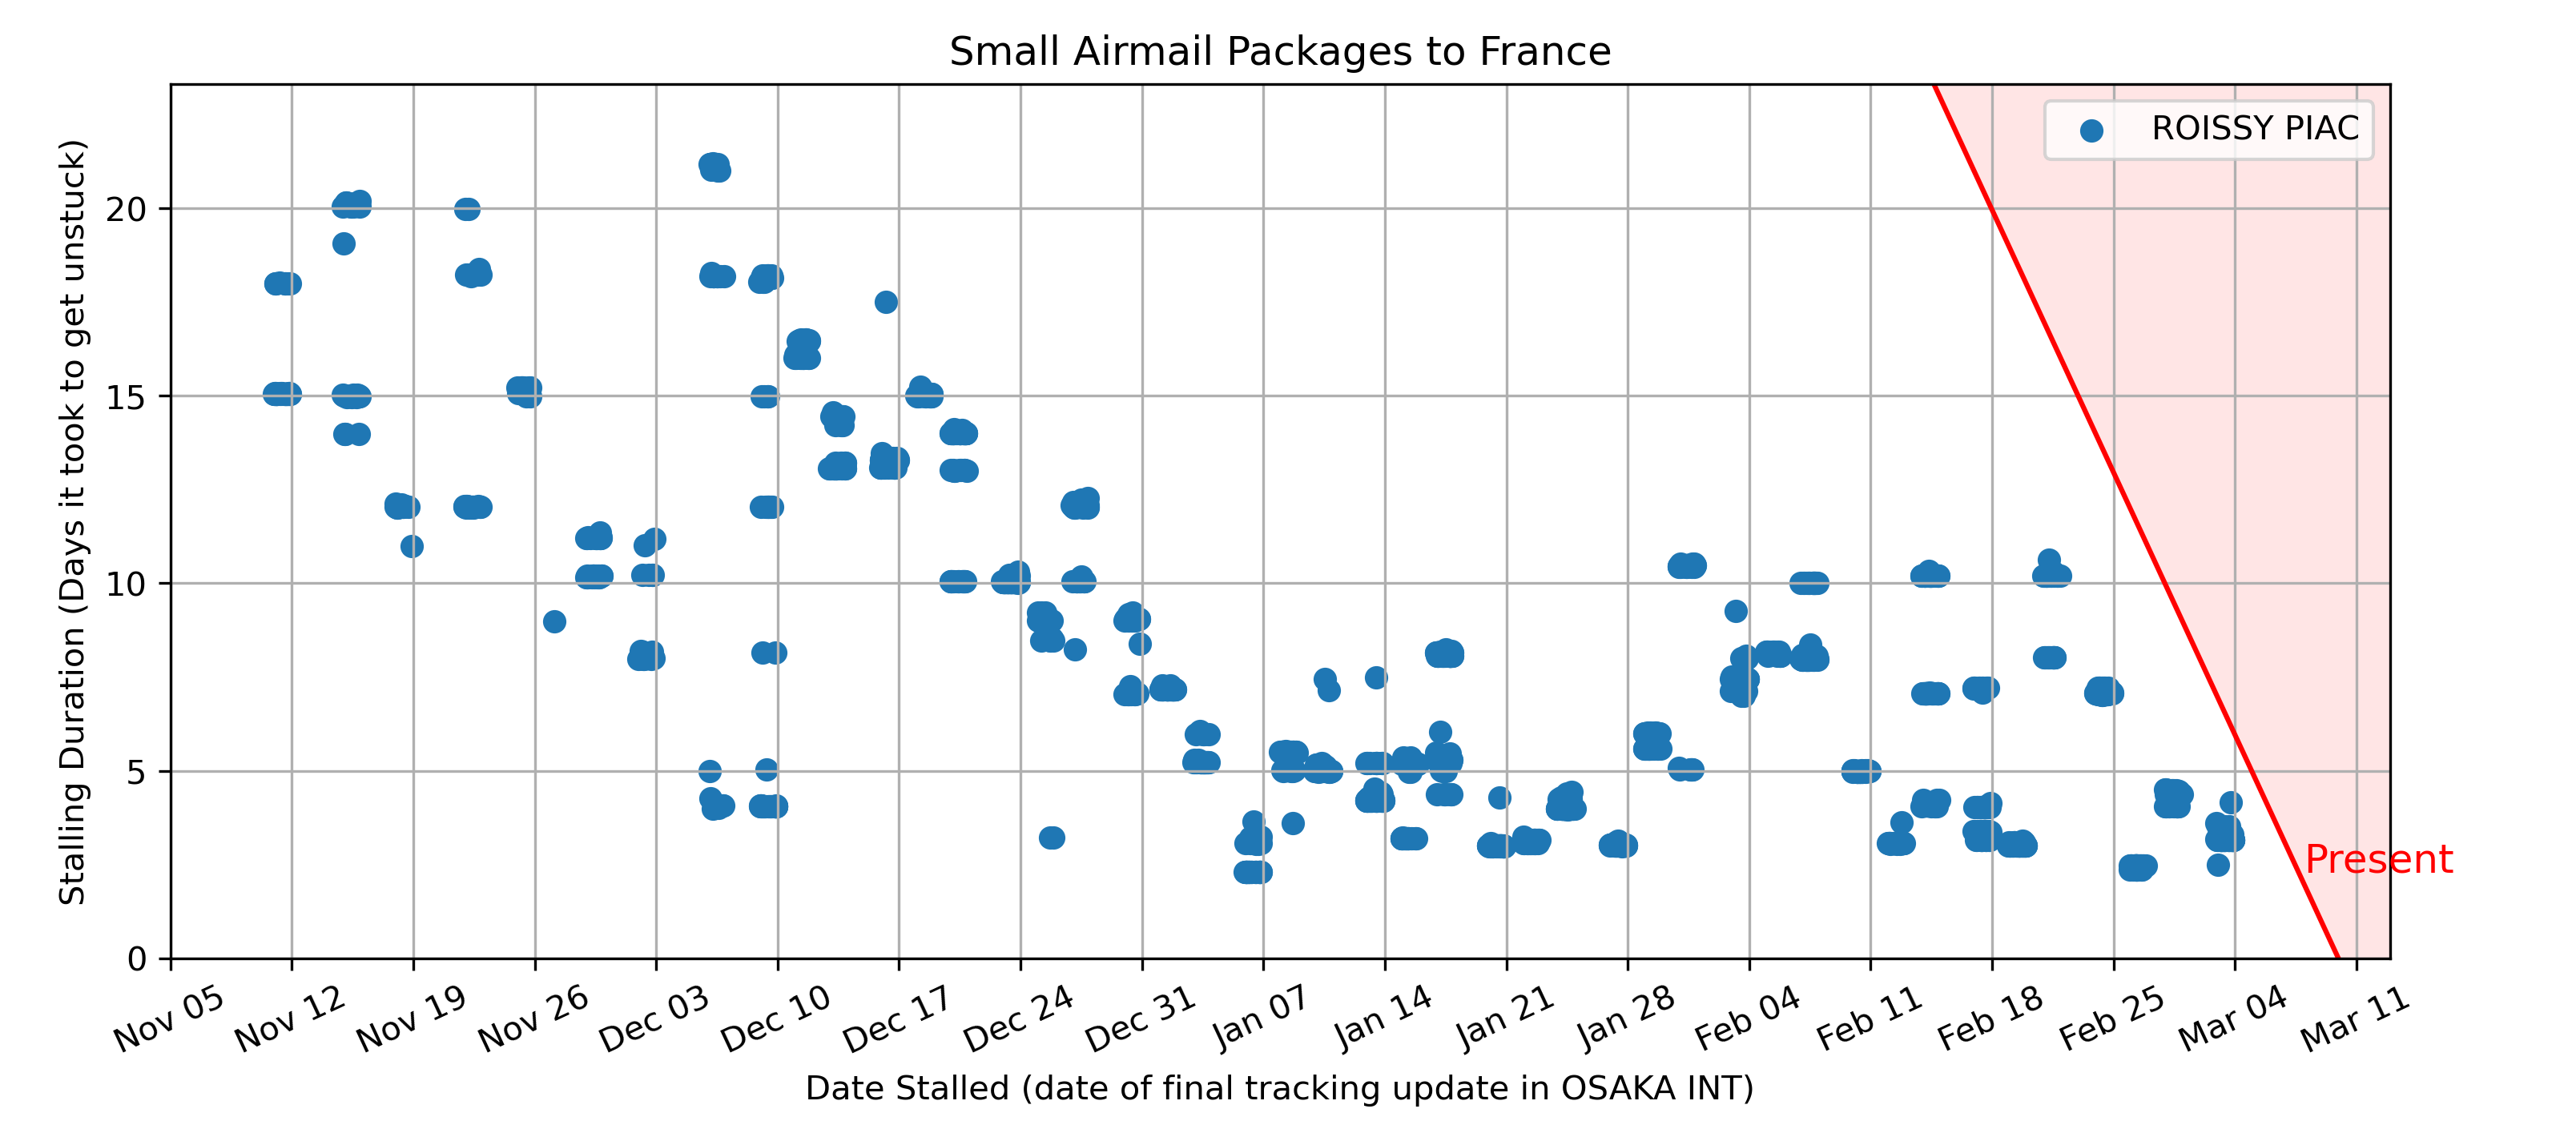 Small Airmail Packages to France
ROISSY PIAC
Stalling Duration (Days it took to get unstuck)
20
15
10
5
0
Present
Nov 05
Nov 12
Nov 19
Nov 26
Dec 03
Dec 10
Dec 17
Dec 24
Dec 31
Jan 07
Jan 14
Jan 21
Jan 28
Feb 04
Feb 11
Feb 18
Feb 25
Mar 04
Mar 11
Date Stalled (date of final tracking update in OSAKA INT)